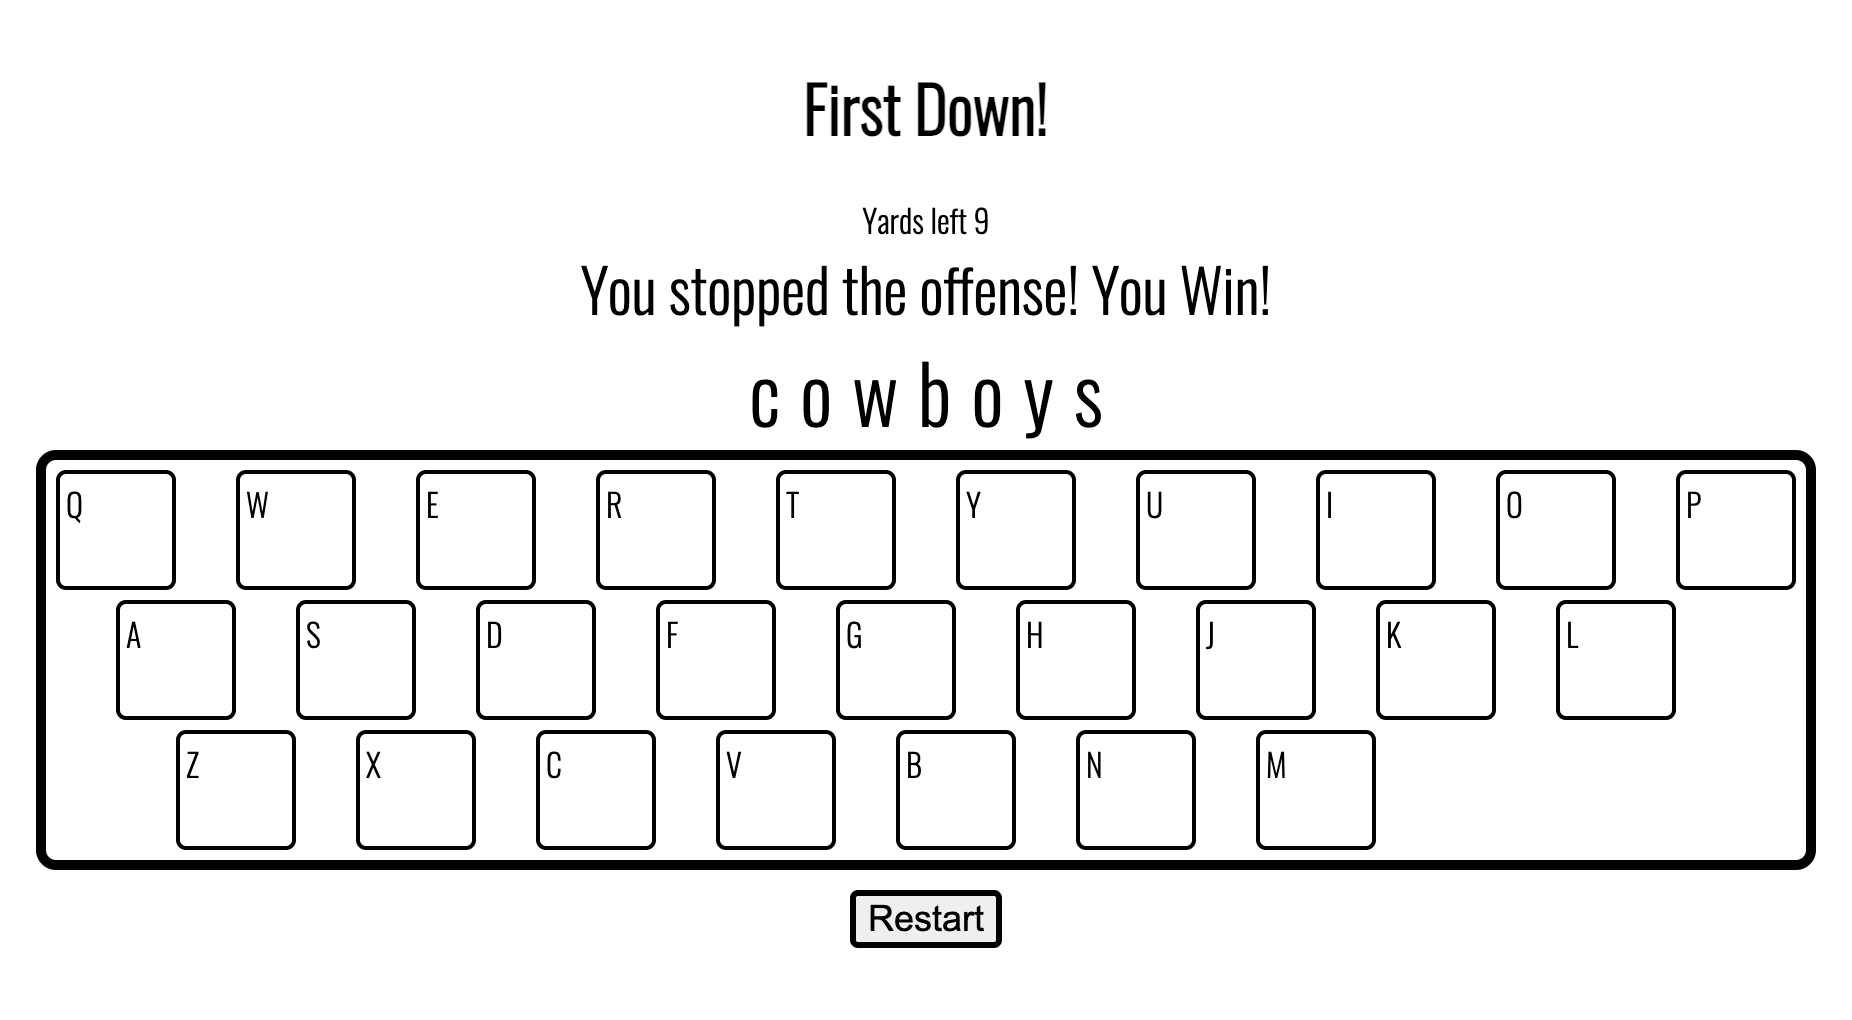 First Down!
Yards left 9
You stopped the offense! You Win!
c o w b o y s
Q W E R T Y U I O P
A S D F G H J K L
Z X C V B N M
Restart